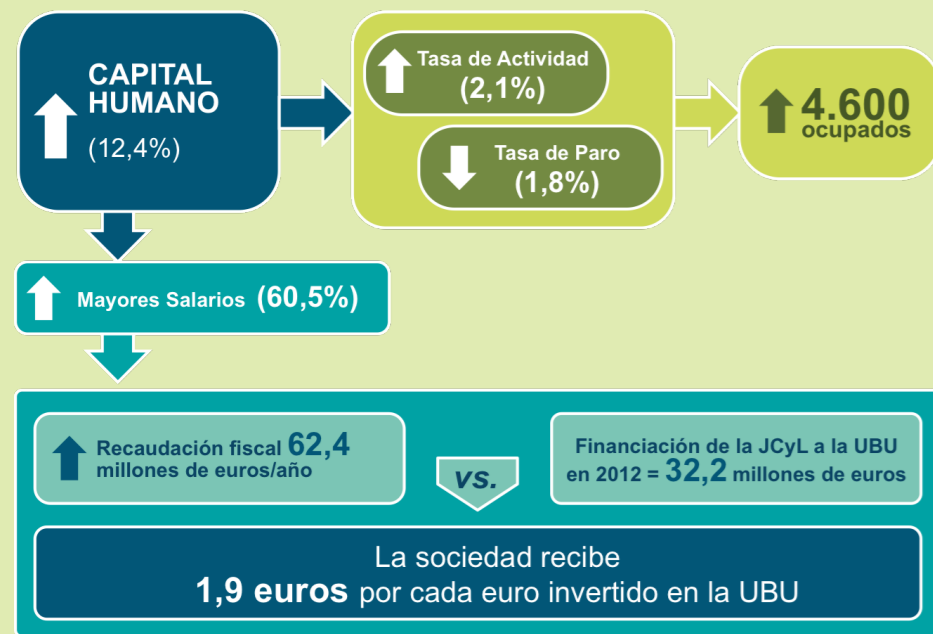 CAPITAL
HUMANO
(12,4%)
Tasa de Actividad
(2,1%)
Tasa de Paro
(1,8%)
4.600
ocupados
Mayores Salarios (60,5%)
Recaudación fiscal 62,4
millones de euros/año
vs.
Financiación de la JCyL a la UBU
en 2012 = 32,2 millones de euros
La sociedad recibe
1,9 euros por cada euro invertido en la UBU